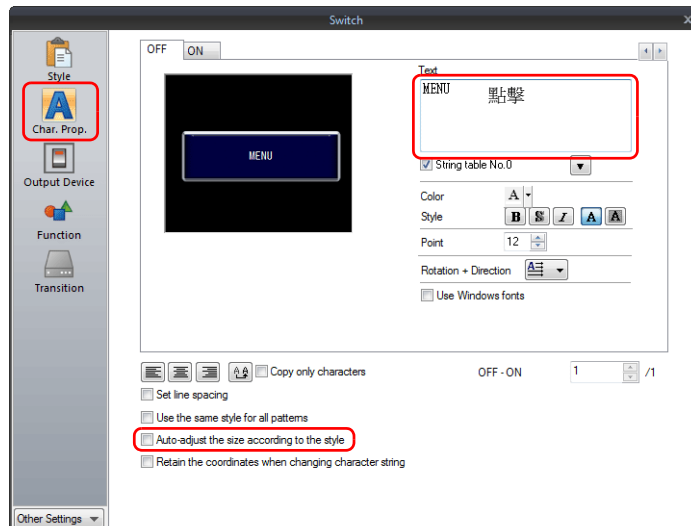 Switch
Style
Char. Prop.
Output Device
Function
Transition
Other Settings
OFF
ON
MENU
Text
MENU 點擊
String table No.0
Color A
Style B S I A A
Point 12
Rotation + Direction A
Use Windows fonts
Copy only characters
OFF - ON 1 /1
Set line spacing
Use the same style for all patterns
Auto-adjust the size according to the style
Retain the coordinates when changing character string